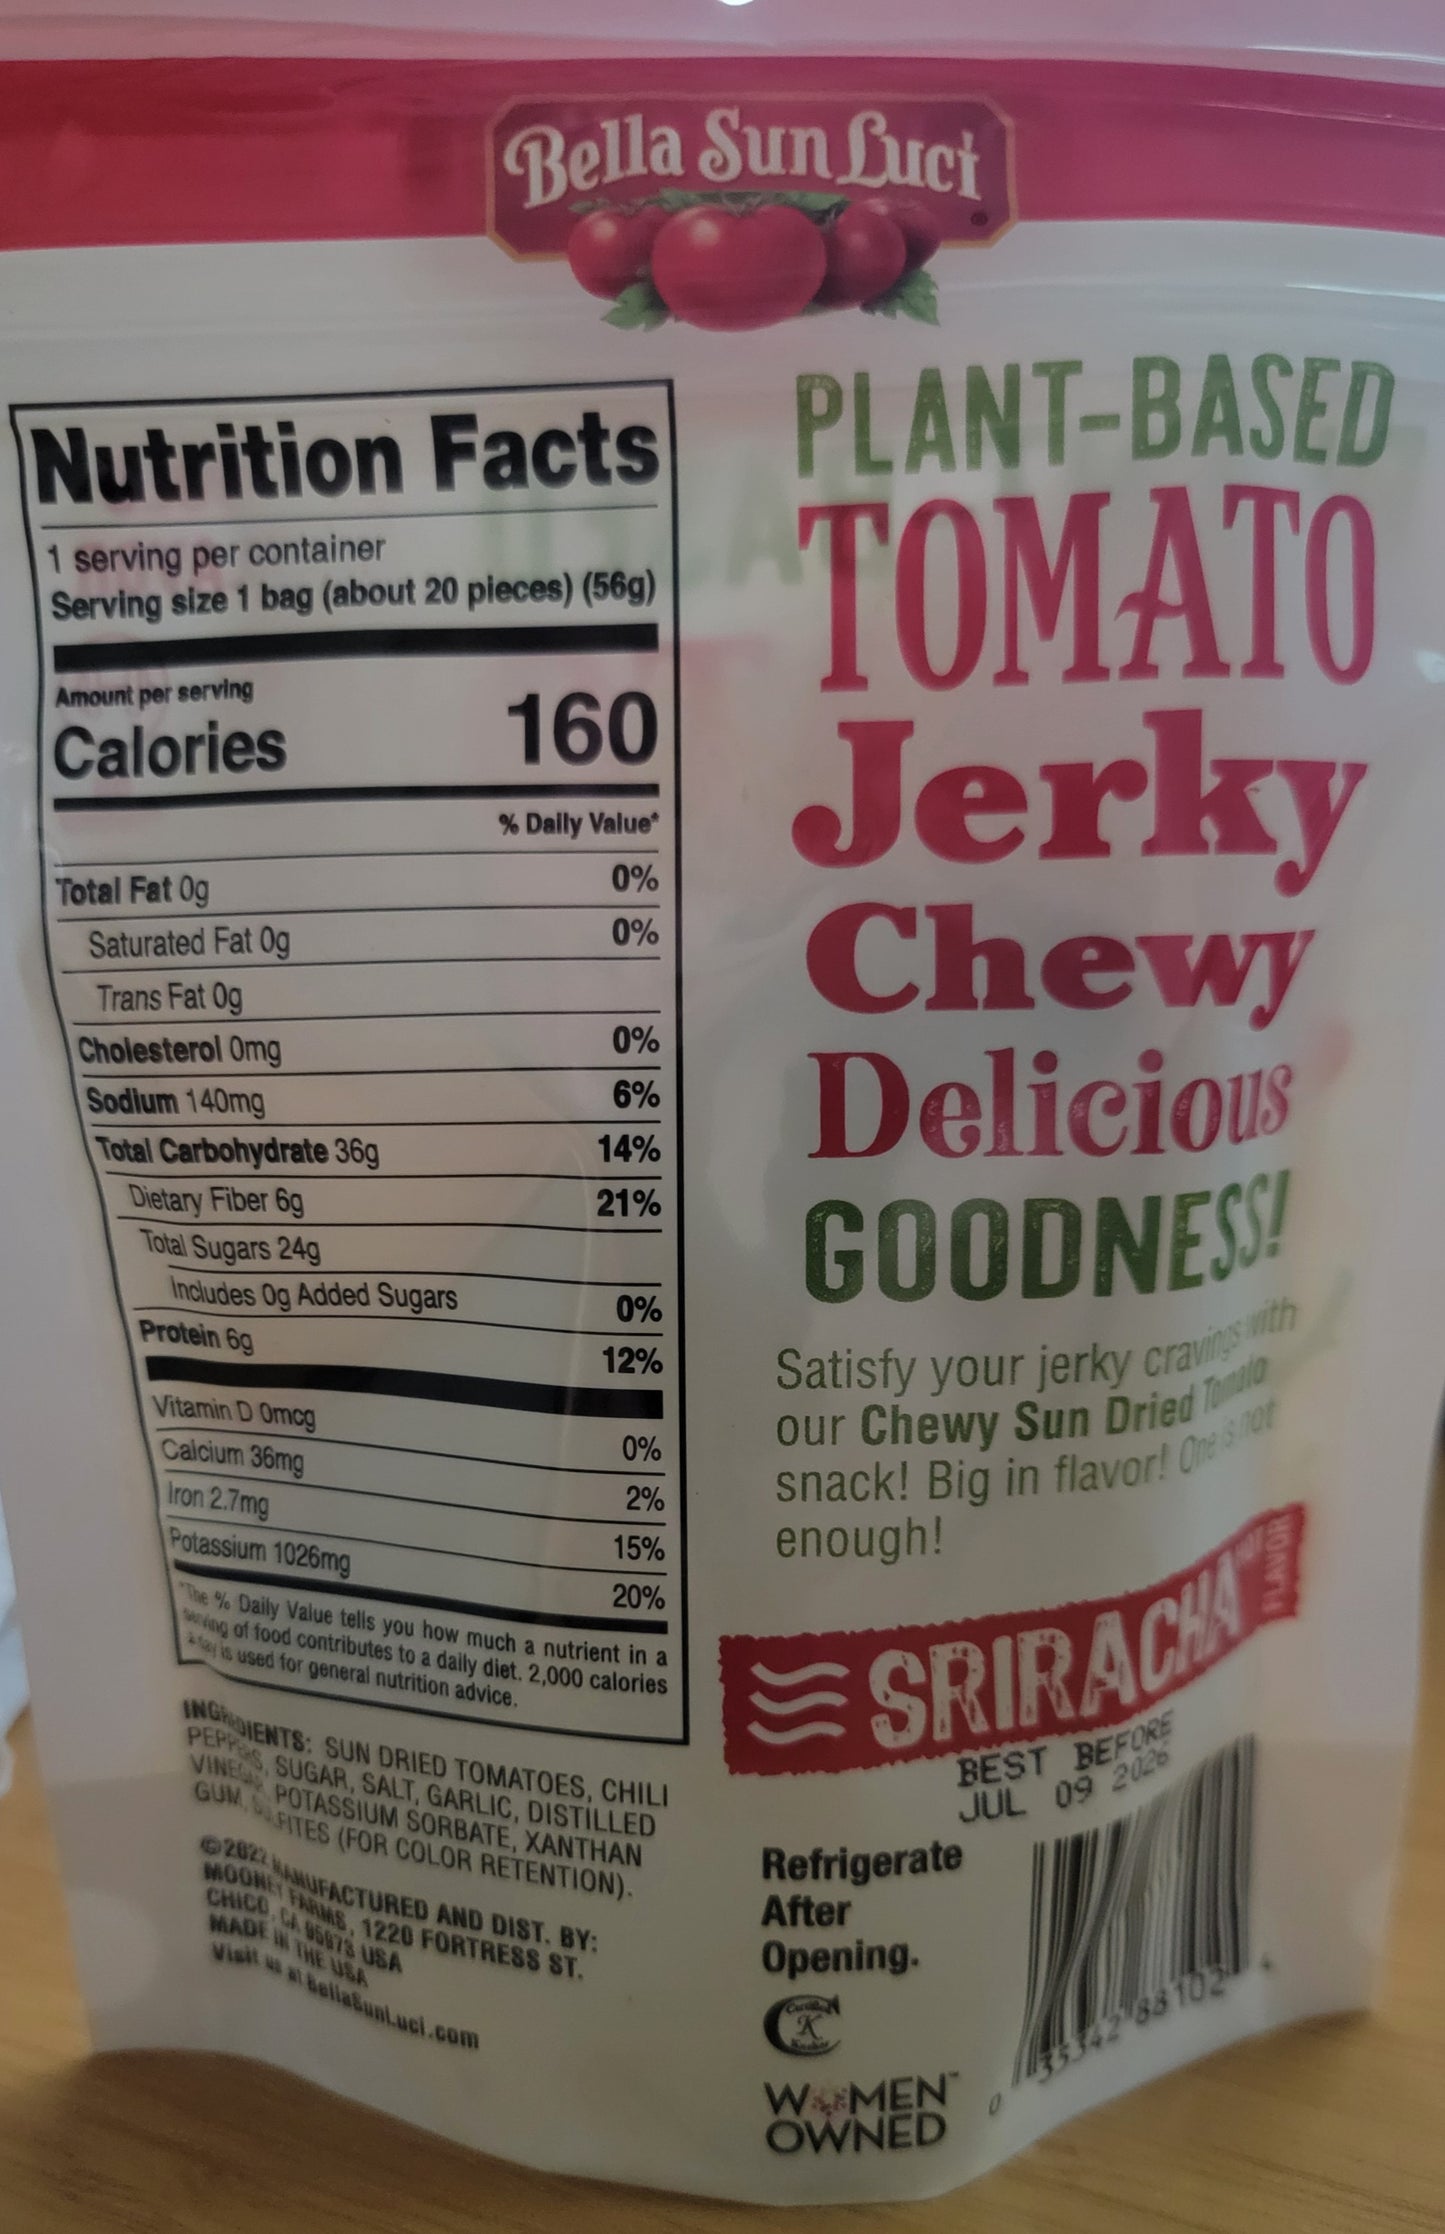 Bella Sun Luci
Nutrition Facts
1 serving per container
Serving size 1 bag (about 20 pieces) (56g)
Amount per serving
Calories 160
% Daily Value*
Total Fat 0g 0%
Saturated Fat 0g 0%
Trans Fat 0g
Cholesterol 0mg 0%
Sodium 140mg 6%
Total Carbohydrate 36g 14%
Dietary Fiber 6g 21%
Total Sugars 24g
Includes 0g Added Sugars 0%
Protein 6g 12%
Vitamin D 0mcg 0%
Calcium 36mg 2%
Iron 2.7mg 15%
Potassium 1026mg 20%
*The % Daily Value tells you how much a nutrient in a
serving of food contributes to a daily diet. 2,000 calories
a day is used for general nutrition advice.
INGREDIENTS: SUN DRIED TOMATOES, CHILI
PEPPERS, SUGAR, SALT, GARLIC, DISTILLED
VINEGAR, POTASSIUM SORBATE, XANTHAN
GUM, SULFITES (FOR COLOR RETENTION).
©2022 MANUFACTURED AND DIST. BY:
MOONEY FARMS, 1220 FORTRESS ST.
CHICO, CA 95973 USA
MADE IN THE USA
Visit us at BellaSunLuci.com
PLANT-BASED
TOMATO
Jerky
Chewy
Delicious
GOODNESS!
Satisfy your jerky cravings with
our Chewy Sun Dried Tomato
snack! Big in flavor! One is not
enough!
SRIRACHA HOT FLAVOR
BEST BEFORE
JUL 09 2026
Refrigerate
After
Opening.
Certified
K
Kosher
WOMEN™
OWNED
0 35342 88102 4